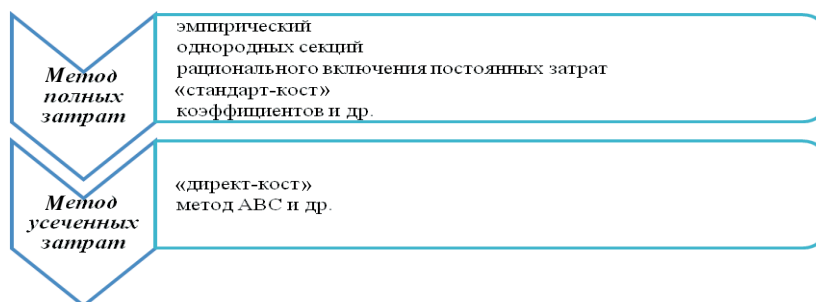 Метод
полных
затрат
эмпирический
однородных секций
рационального включения постоянных затрат
«стандарт-кост»
коэффициентов и др.
Метод
усеченных
затрат
«директ-кост»
метод АВС и др.